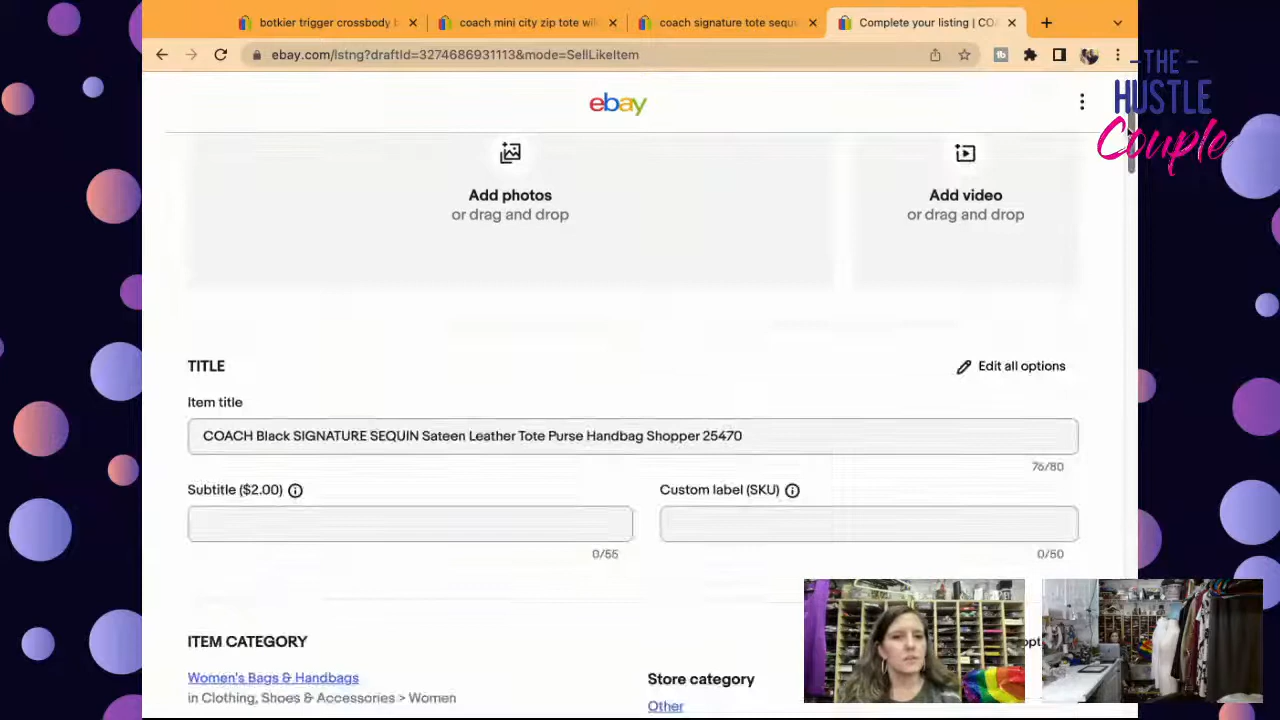 botkier trigger crossbody b
coach mini city zip tote wil
coach signature tote sequ
Complete your listing | CO
ebay.com/lstng?draftId=3274686931113&mode=SellLikeItem
-THE-
HUSTLE
Couple
ebay
Add photos
or drag and drop
Add video
or drag and drop
TITLE
Edit all options
Item title
COACH Black SIGNATURE SEQUIN Sateen Leather Tote Purse Handbag Shopper 25470
76/80
Subtitle ($2.00)
Custom label (SKU)
0/55
0/50
ITEM CATEGORY
Women's Bags & Handbags
in Clothing, Shoes & Accessories > Women
Store category
Other